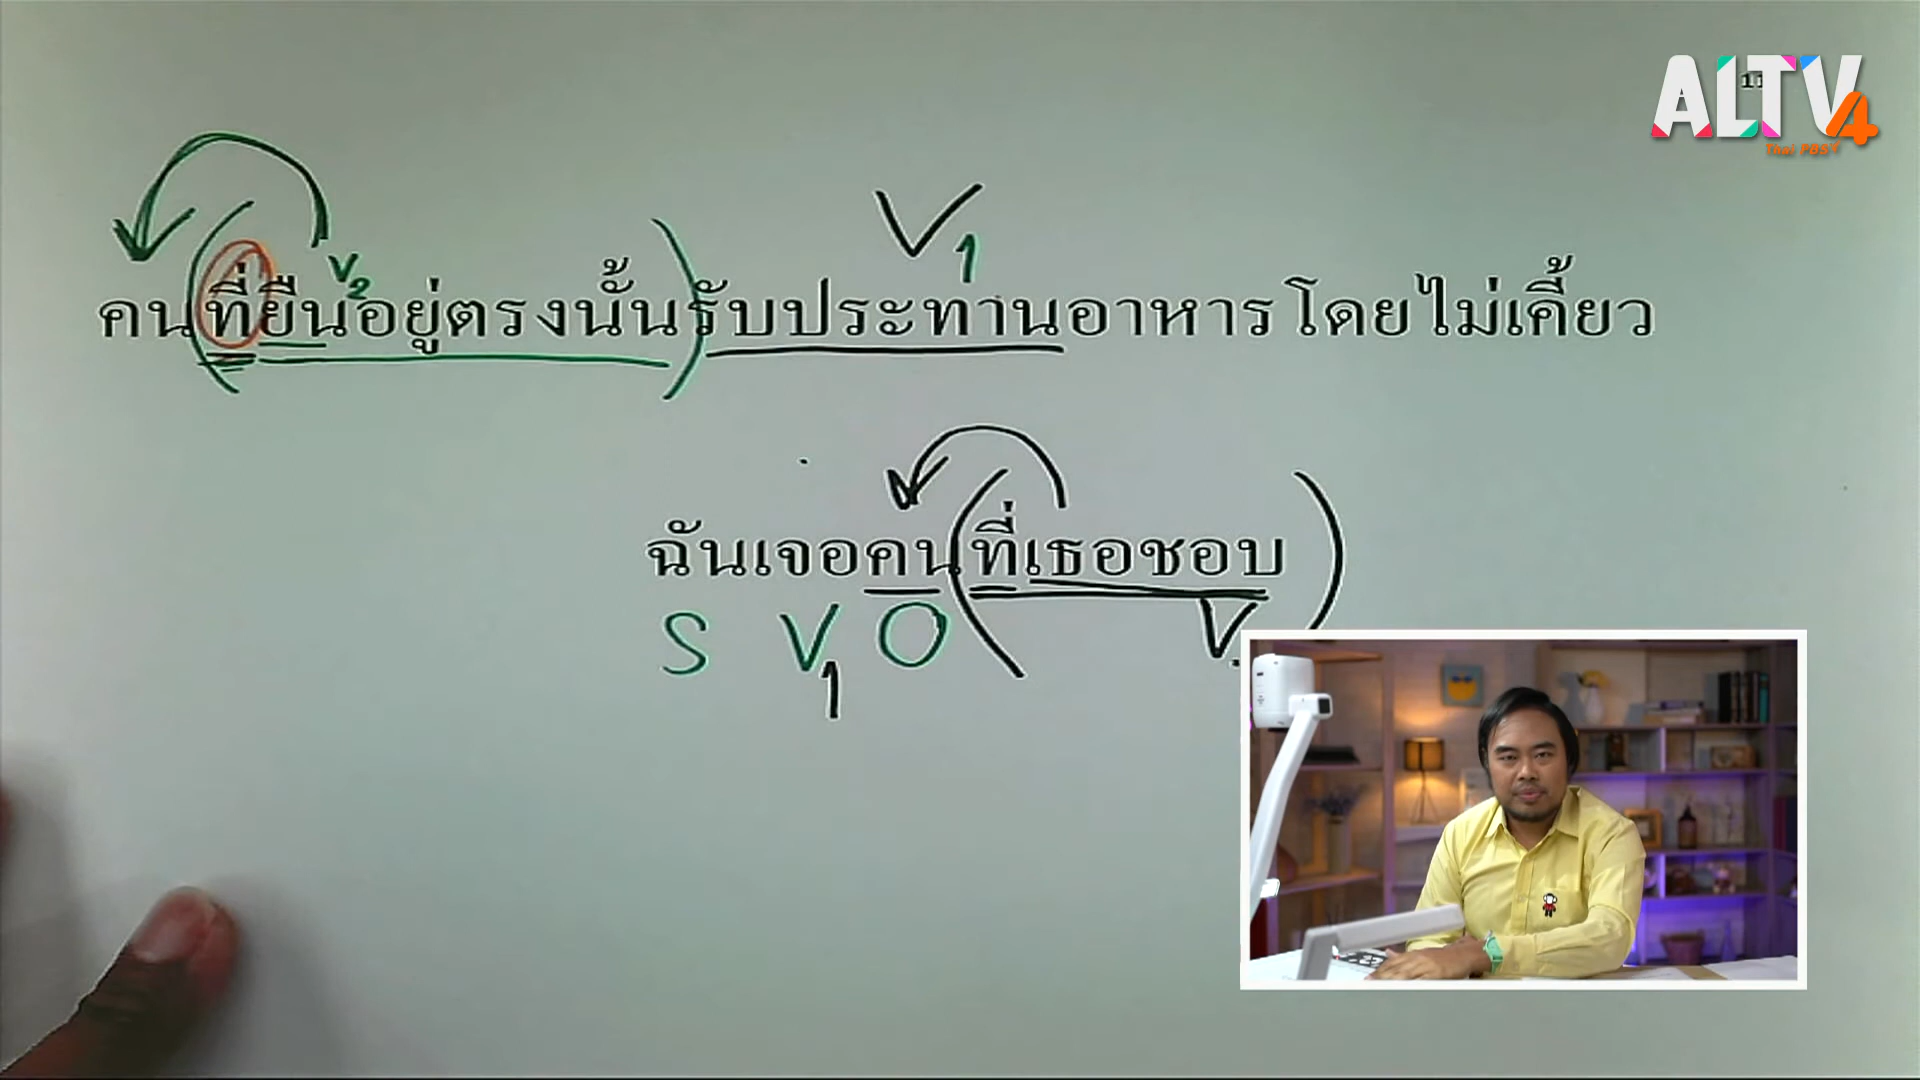 ALTV4
Thai PBS
V1
V2
คนที่ยืนอยู่ตรงนั้นรับประทานอาหารโดยไม่เคี้ยว
ฉันเจอคนที่เธอชอบ
S V1 O V